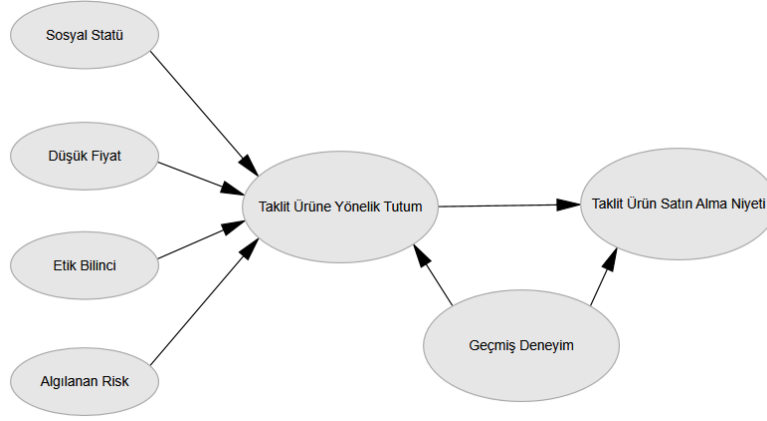 Sosyal Statü
Düşük Fiyat
Taklit Ürüne Yönelik Tutum
Taklit Ürün Satın Alma Niyeti
Etik Bilinci
Geçmiş Deneyim
Algılanan Risk